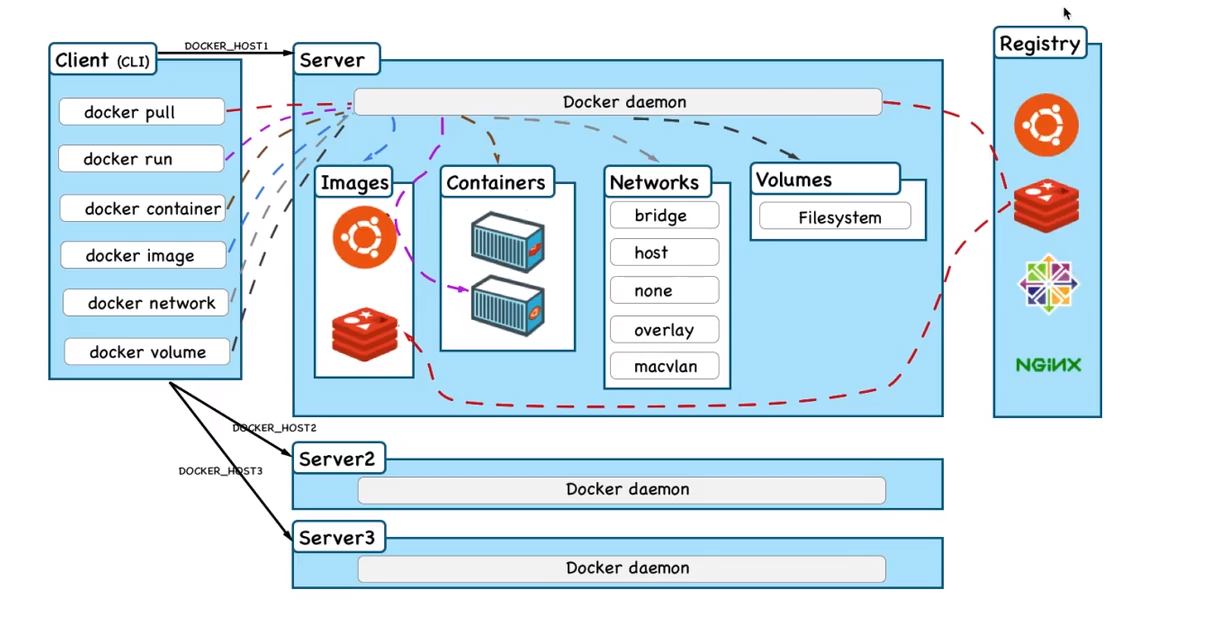 DOCKER_HOST1
Client (CLI)
docker pull
docker run
docker container
docker image
docker network
docker volume
Server
Docker daemon
Images
Containers
Networks
bridge
host
none
overlay
macvlan
Volumes
Filesystem
Registry
NGiNX
DOCKER_HOST2
DOCKER_HOST3
Server2
Docker daemon
Server3
Docker daemon